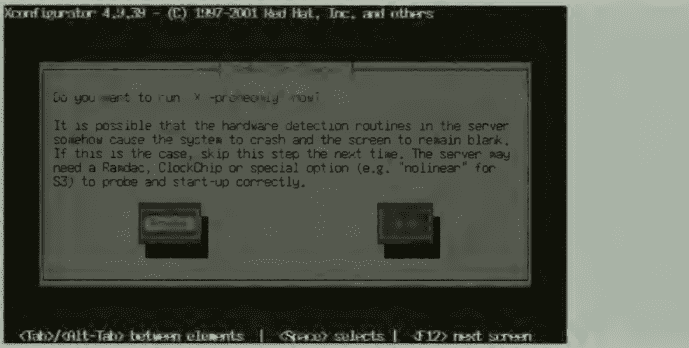 Xconfigurator 4.9.39 - (C) 1997-2001 Red Hat, Inc. and others
Do you want to run X -probeonly now?
It is possible that the hardware detection routines in the server
somehow cause the system to crash and the screen to remain blank.
If this is the case, skip this step the next time. The server may
need a Ramdac, ClockChip or special option (e.g. "nolinear" for
S3) to probe and start-up correctly.
<Tab>/<Alt-Tab> between elements | <Space> selects | <F12> next screen